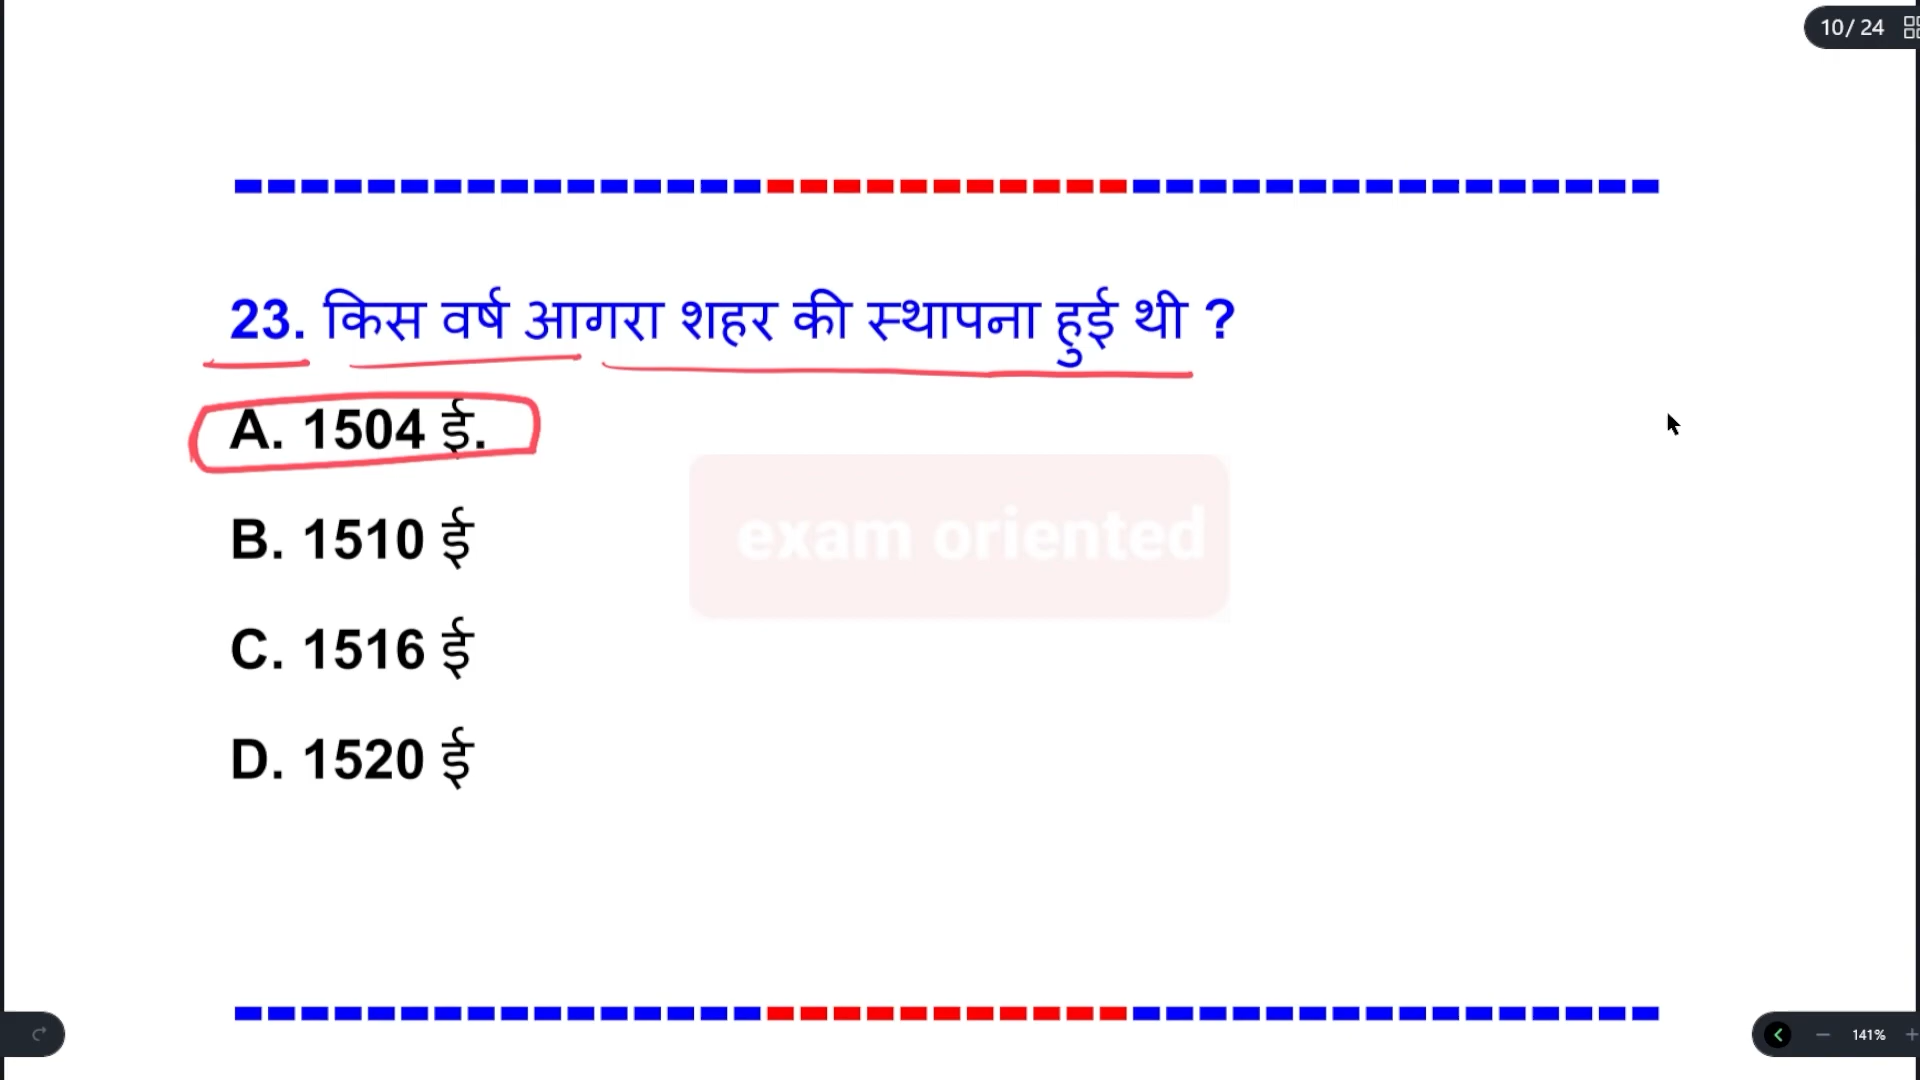 10/ 24
23. किस वर्ष आगरा शहर की स्थापना हुई थी ?
A. 1504 ई.
exam oriented
B. 1510 ई
C. 1516 ई
D. 1520 ई
141%